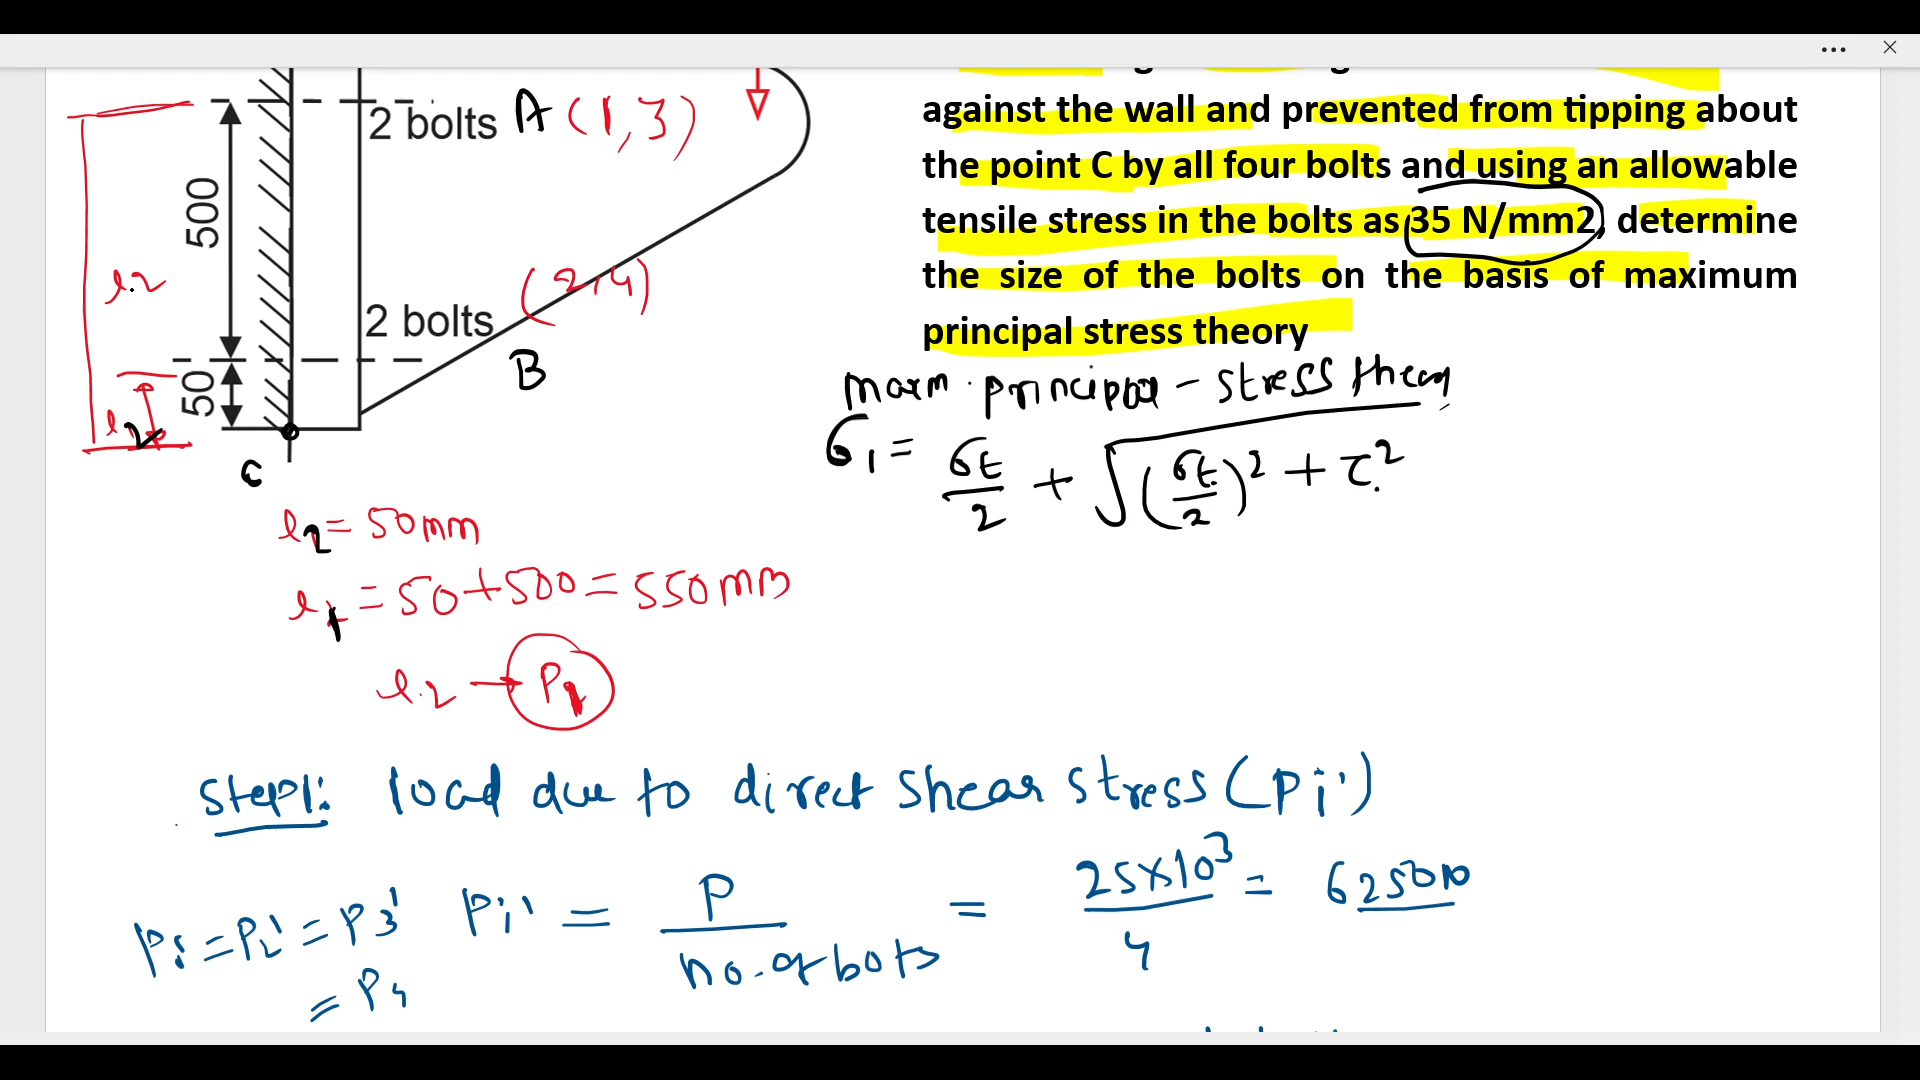 against the wall and prevented from tipping about
the point C by all four bolts and using an allowable
tensile stress in the bolts as 35 N/mm2, determine
the size of the bolts on the basis of maximum
principal stress theory
2 bolts A (1,3)
500
l2
2 bolts (2,4)
B
50
C
maxm. principal - stress theory
σ1 = σt/2 + √(σt/2)² + τ²
l2 = 50mm
l1 = 50+500 = 550mm
l2 → P1
Step1: load due to direct shear stress (Pi')
Pi' = P/no. of bots = 25×10³/4 = 6250N
= P2' = P3'
= P4